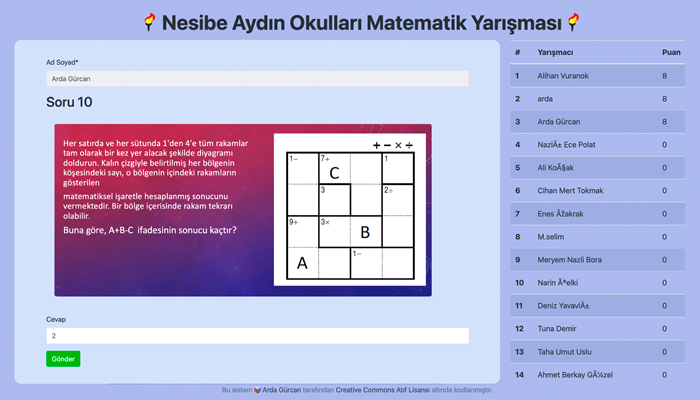 Nesibe Aydın Okulları Matematik Yarışması
Ad Soyad*
Arda Gürcan
Soru 10
Her satırda ve her sütunda 1'den 4'e tüm rakamlar
tam olarak bir kez yer alacak şekilde diyagramı
doldurun. Kalın çizgiyle belirtilmiş her bölgenin
köşesindeki sayı, o bölgenin içindeki rakamların
gösterilen
matematiksel işaretle hesaplanmış sonucunu
vermektedir. Bir bölge içerisinde rakam tekrarı
olabilir.
Buna göre, A+B-C ifadesinin sonucu kaçtır?
+ − × ÷
1− 7+ 1
C
3 2÷
9+ 3×
B
1−
A
Cevap
2
Gönder
# Yarışmacı Puan
1 Alihan Vuranok 8
2 arda 8
3 Arda Gürcan 8
4 NazlÄ± Ece Polat 0
5 Ali KoÃ§ak 0
6 Cihan Mert Tokmak 0
7 Enes Åžakrak 0
8 M.selim 0
9 Meryem Nazli Bora 0
10 Narin Ã‡elki 0
11 Deniz YavaviÄ± 0
12 Tuna Demir 0
13 Taha Umut Uslu 0
14 Ahmet Berkay GÃ¼zel 0
Bu sistem Arda Gürcan tarafından Creative Commons Atıf Lisansı altında kodlanmıştır.